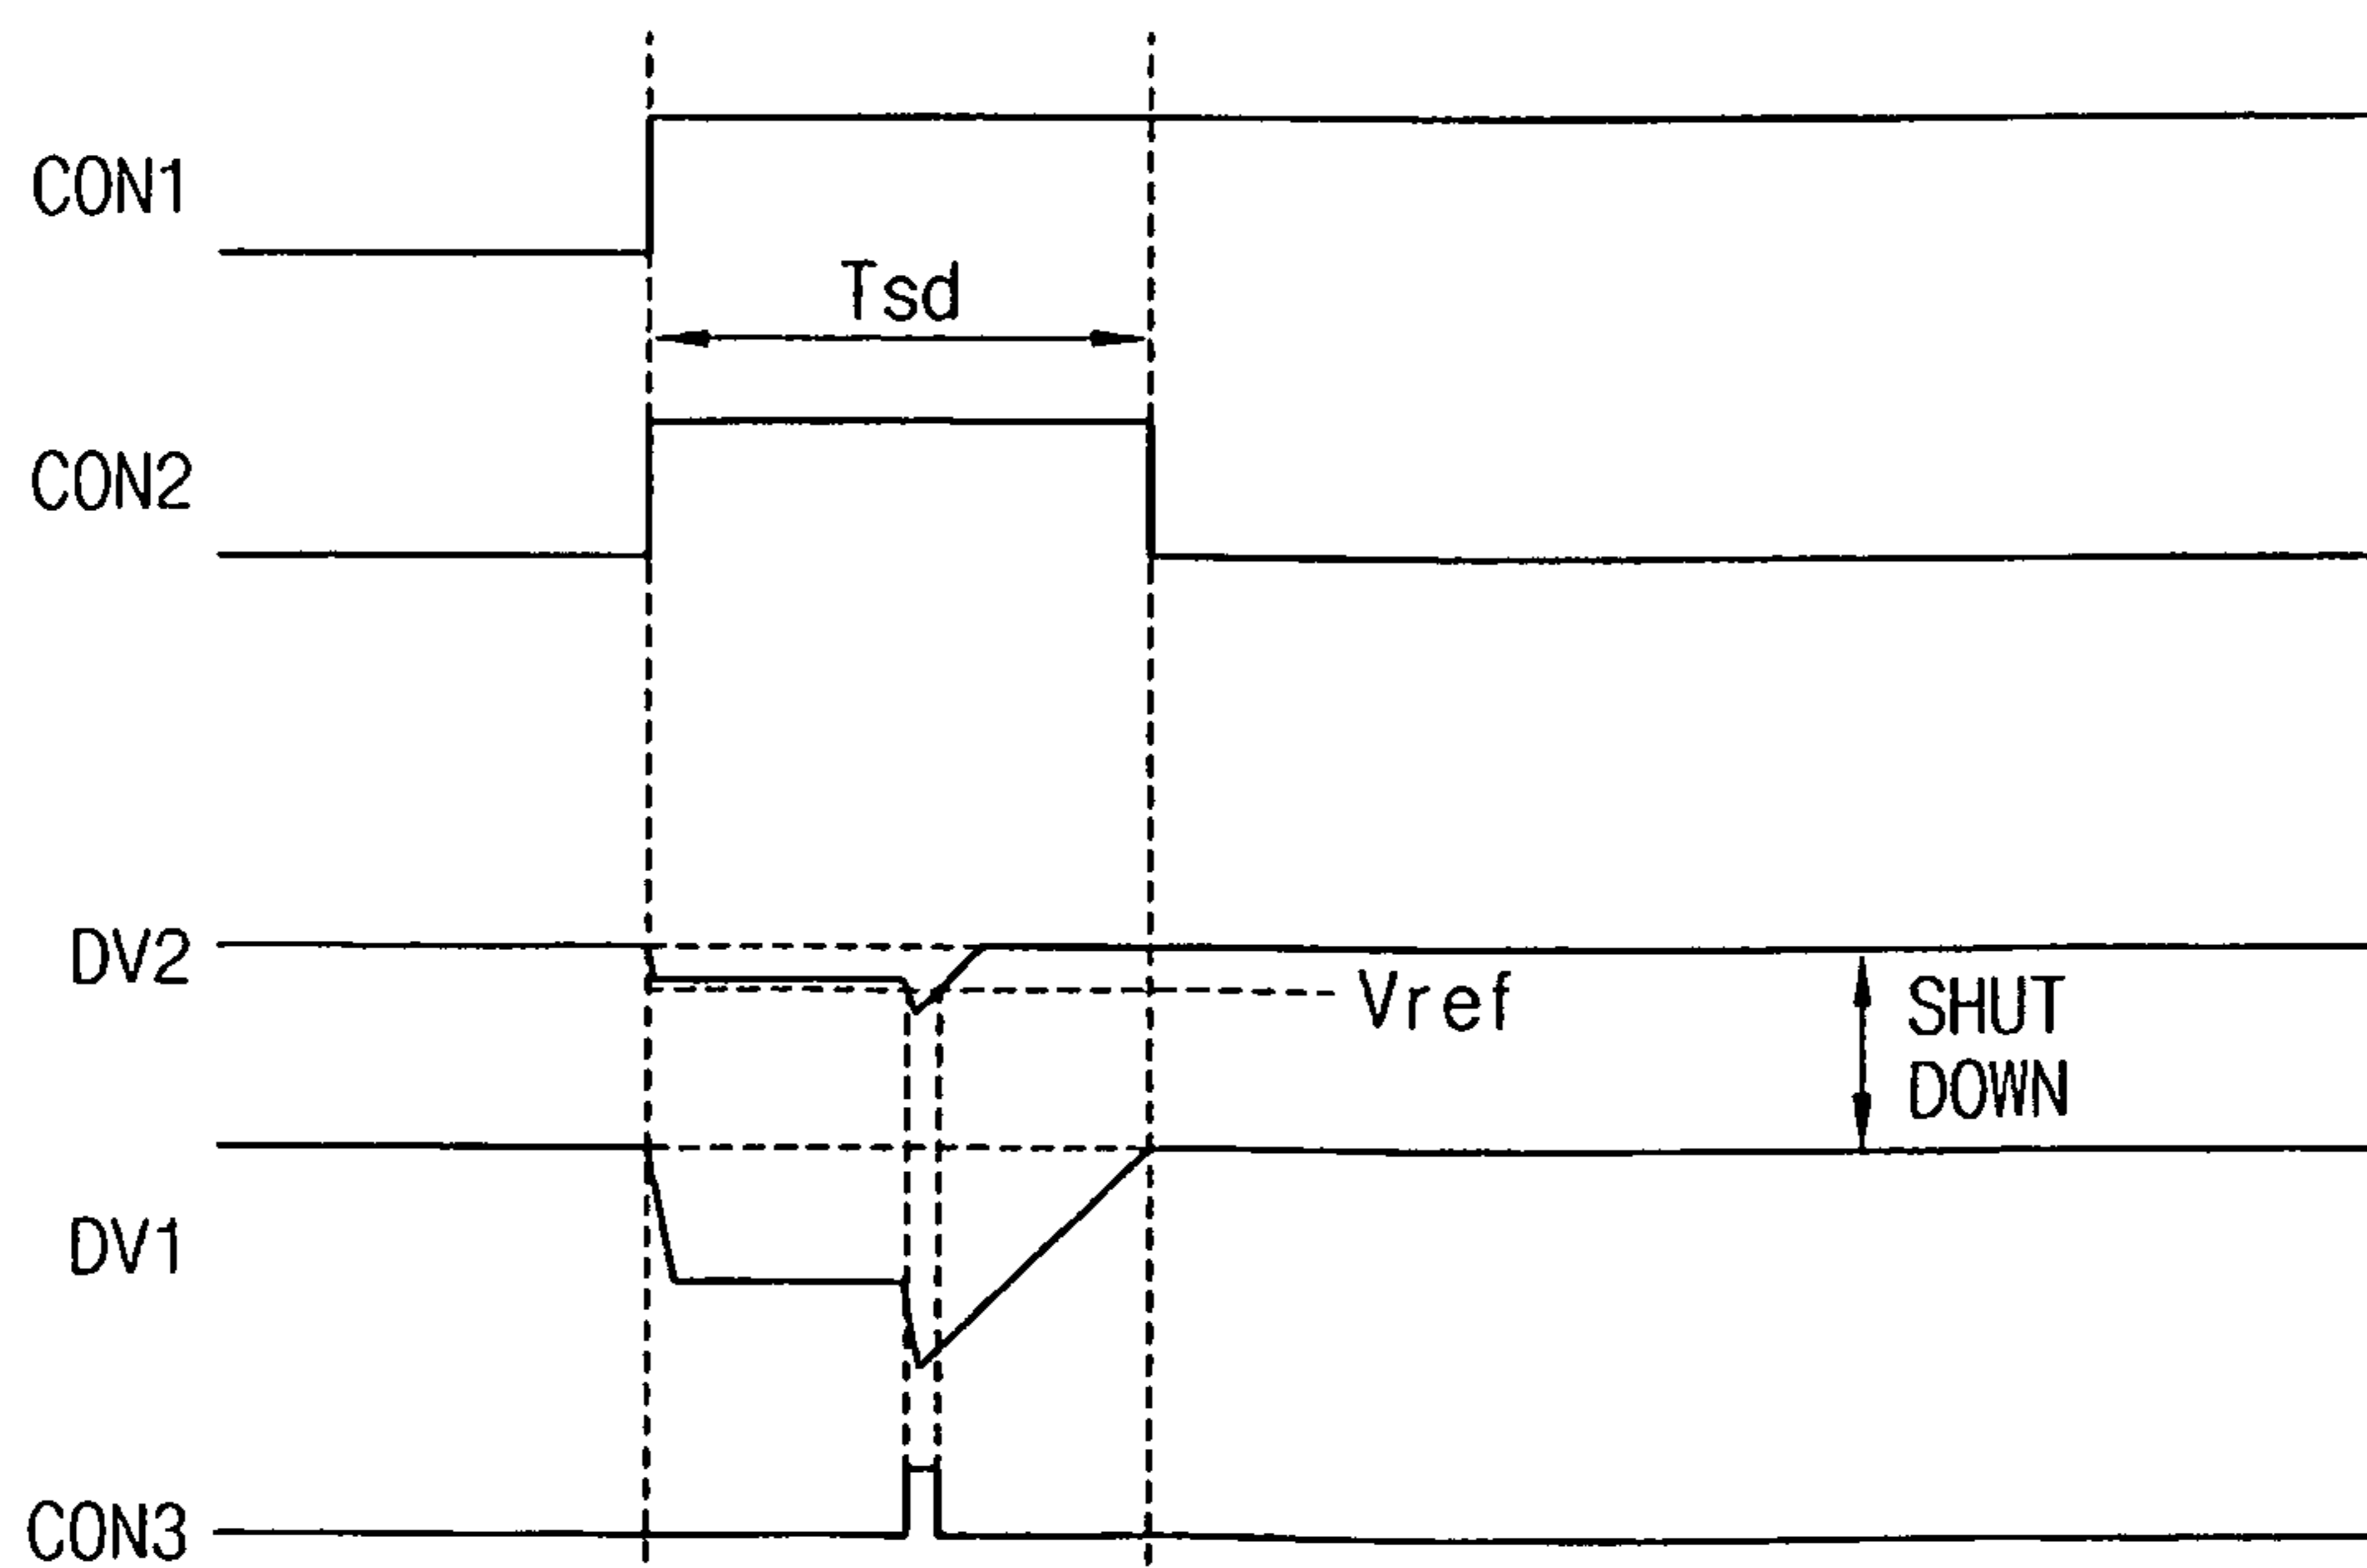 CON1
Tsd
CON2
DV2
Vref
SHUT
DOWN
DV1
CON3